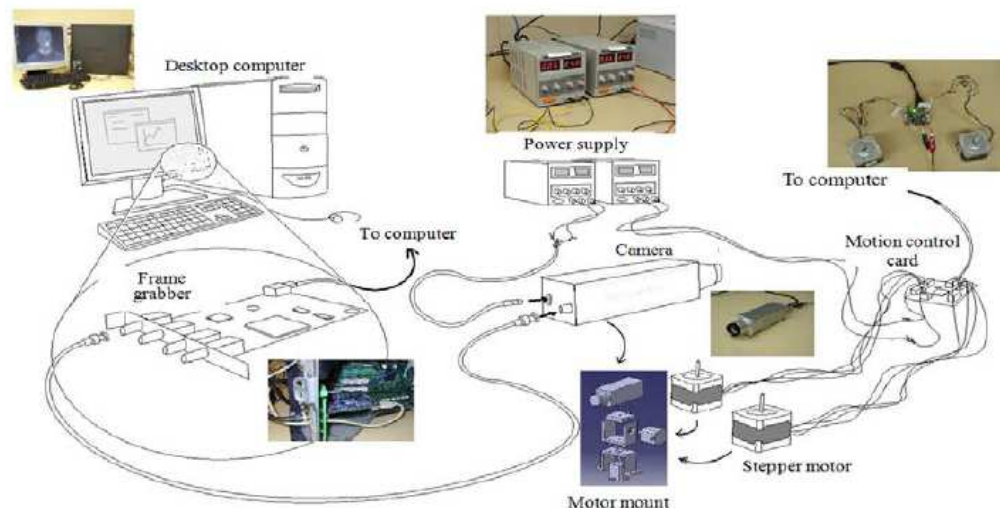 Desktop computer
Power supply
To computer
To computer
Camera
Motion control
card
Frame
grabber
Stepper motor
Motor mount